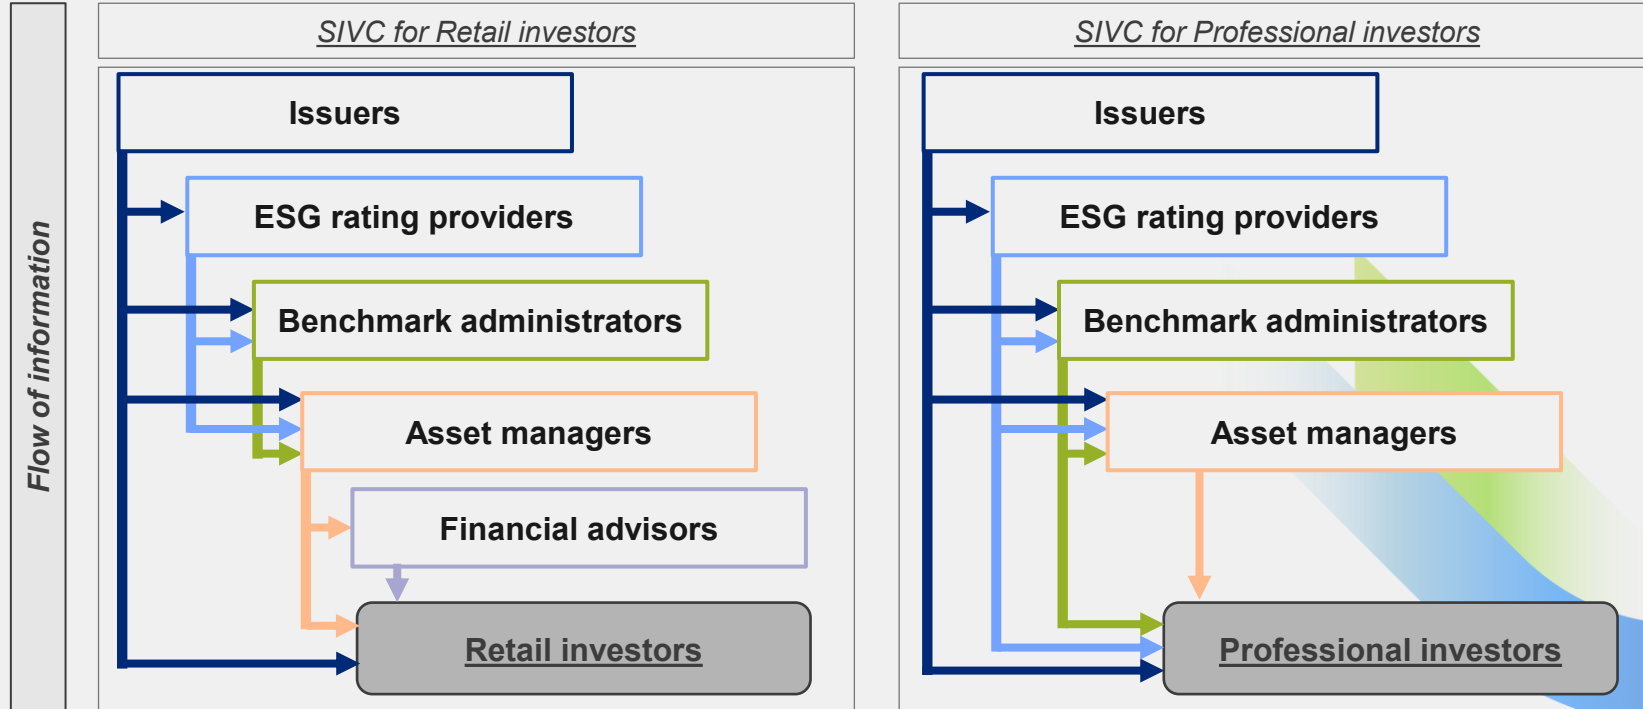 Flow of information
SIVC for Retail investors
Issuers
ESG rating providers
Benchmark administrators
Asset managers
Financial advisors
Retail investors
SIVC for Professional investors
Issuers
ESG rating providers
Benchmark administrators
Asset managers
Professional investors